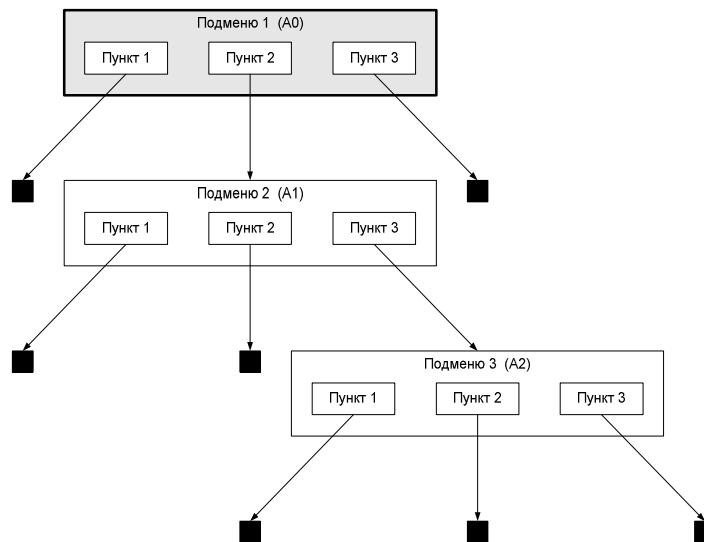 Подменю 1 (A0)
Пункт 1
Пункт 2
Пункт 3
Подменю 2 (A1)
Пункт 1
Пункт 2
Пункт 3
Подменю 3 (A2)
Пункт 1
Пункт 2
Пункт 3